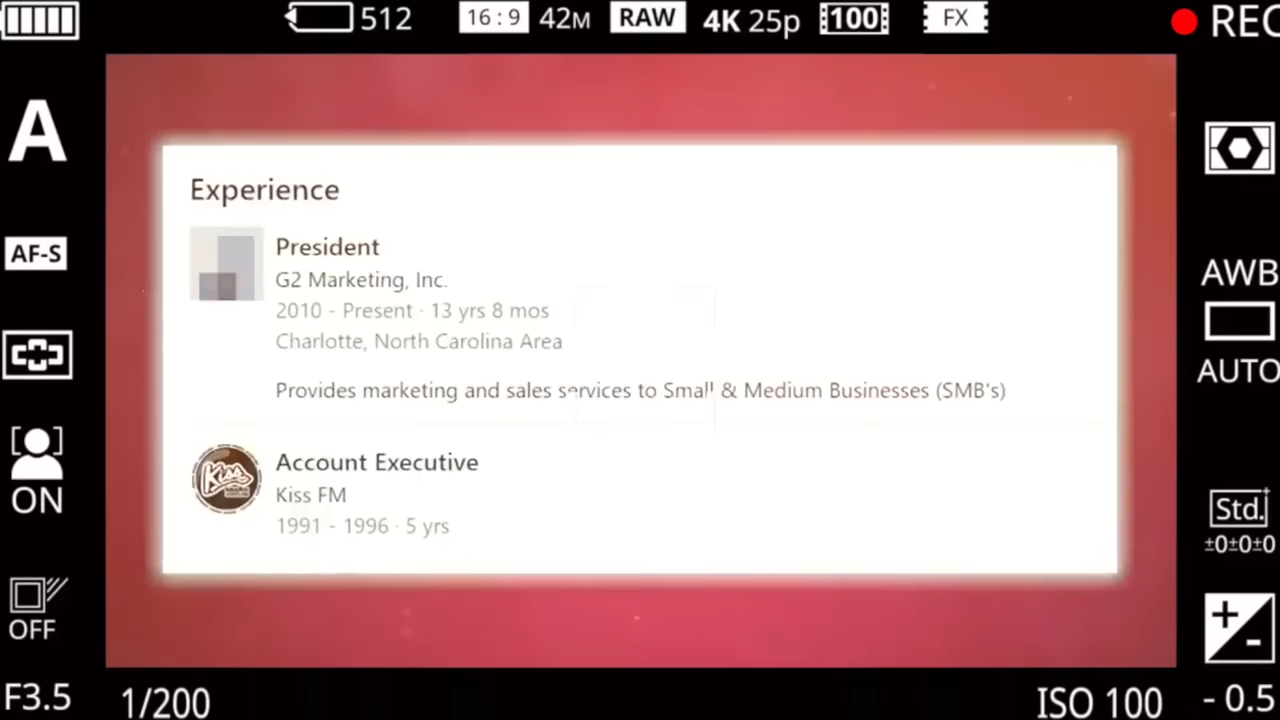 512 16:9 42M RAW 4K 25p 100 FX REC
A
AF-S
ON
OFF
F3.5 1/200 ISO 100 - 0.5
AWB
AUTO
Std.
±0±0±0
Experience
President
G2 Marketing, Inc.
2010 - Present · 13 yrs 8 mos
Charlotte, North Carolina Area
Provides marketing and sales services to Small & Medium Businesses (SMB's)
Kiss
Account Executive
Kiss FM
1991 - 1996 · 5 yrs